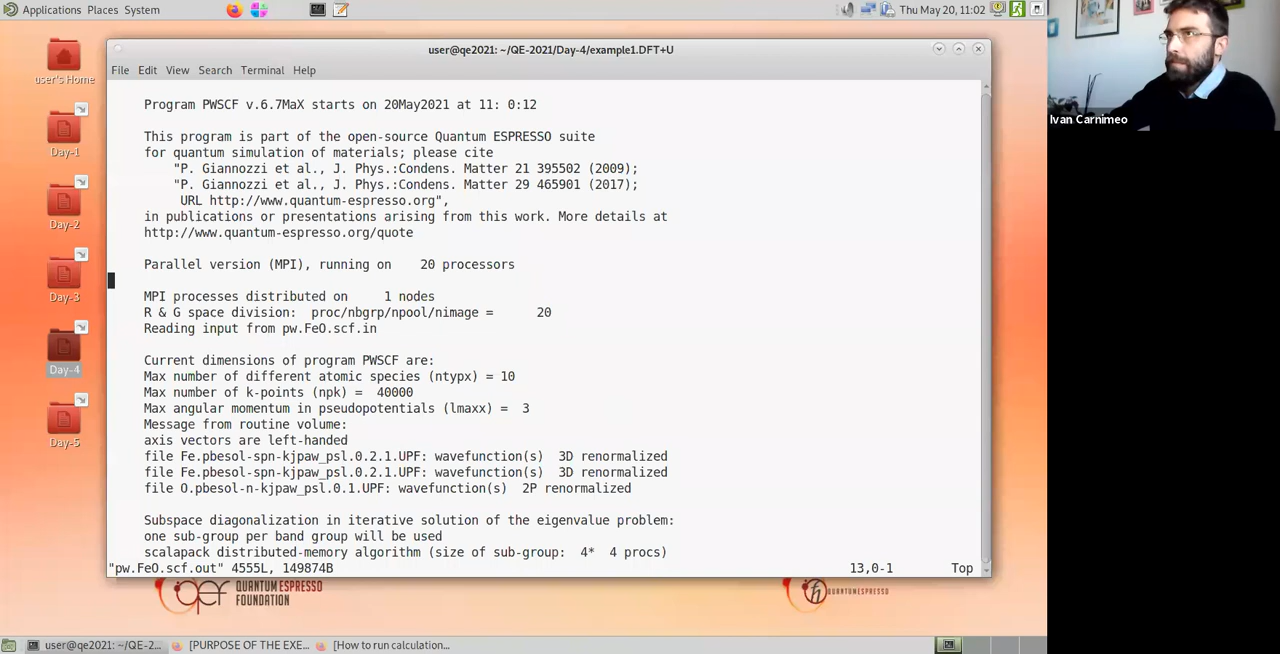 Applications Places System
Thu May 20, 11:02
user@qe2021: ~/QE-2021/Day-4/example1.DFT+U
File Edit View Search Terminal Help
user's Home
Day-1
Day-2
Day-3
Day-4
Day-5
Program PWSCF v.6.7MaX starts on 20May2021 at 11: 0:12
This program is part of the open-source Quantum ESPRESSO suite
for quantum simulation of materials; please cite
"P. Giannozzi et al., J. Phys.:Condens. Matter 21 395502 (2009);
"P. Giannozzi et al., J. Phys.:Condens. Matter 29 465901 (2017);
URL http://www.quantum-espresso.org",
in publications or presentations arising from this work. More details at
http://www.quantum-espresso.org/quote
Parallel version (MPI), running on 20 processors
MPI processes distributed on 1 nodes
R & G space division: proc/nbgrp/npool/nimage = 20
Reading input from pw.FeO.scf.in
Current dimensions of program PWSCF are:
Max number of different atomic species (ntypx) = 10
Max number of k-points (npk) = 40000
Max angular momentum in pseudopotentials (lmaxx) = 3
Message from routine volume:
axis vectors are left-handed
file Fe.pbesol-spn-kjpaw_psl.0.2.1.UPF: wavefunction(s) 3D renormalized
file Fe.pbesol-spn-kjpaw_psl.0.2.1.UPF: wavefunction(s) 3D renormalized
file O.pbesol-n-kjpaw_psl.0.1.UPF: wavefunction(s) 2P renormalized
Subspace diagonalization in iterative solution of the eigenvalue problem:
one sub-group per band group will be used
scalapack distributed-memory algorithm (size of sub-group: 4* 4 procs)
"pw.FeO.scf.out" 4555L, 149874B 13,0-1 Top
QUANTUM ESPRESSO
FOUNDATION
QUANTUM ESPRESSO
user@qe2021: ~/QE-2... [PURPOSE OF THE EXE... [How to run calculation...
Ivan Carnimeo